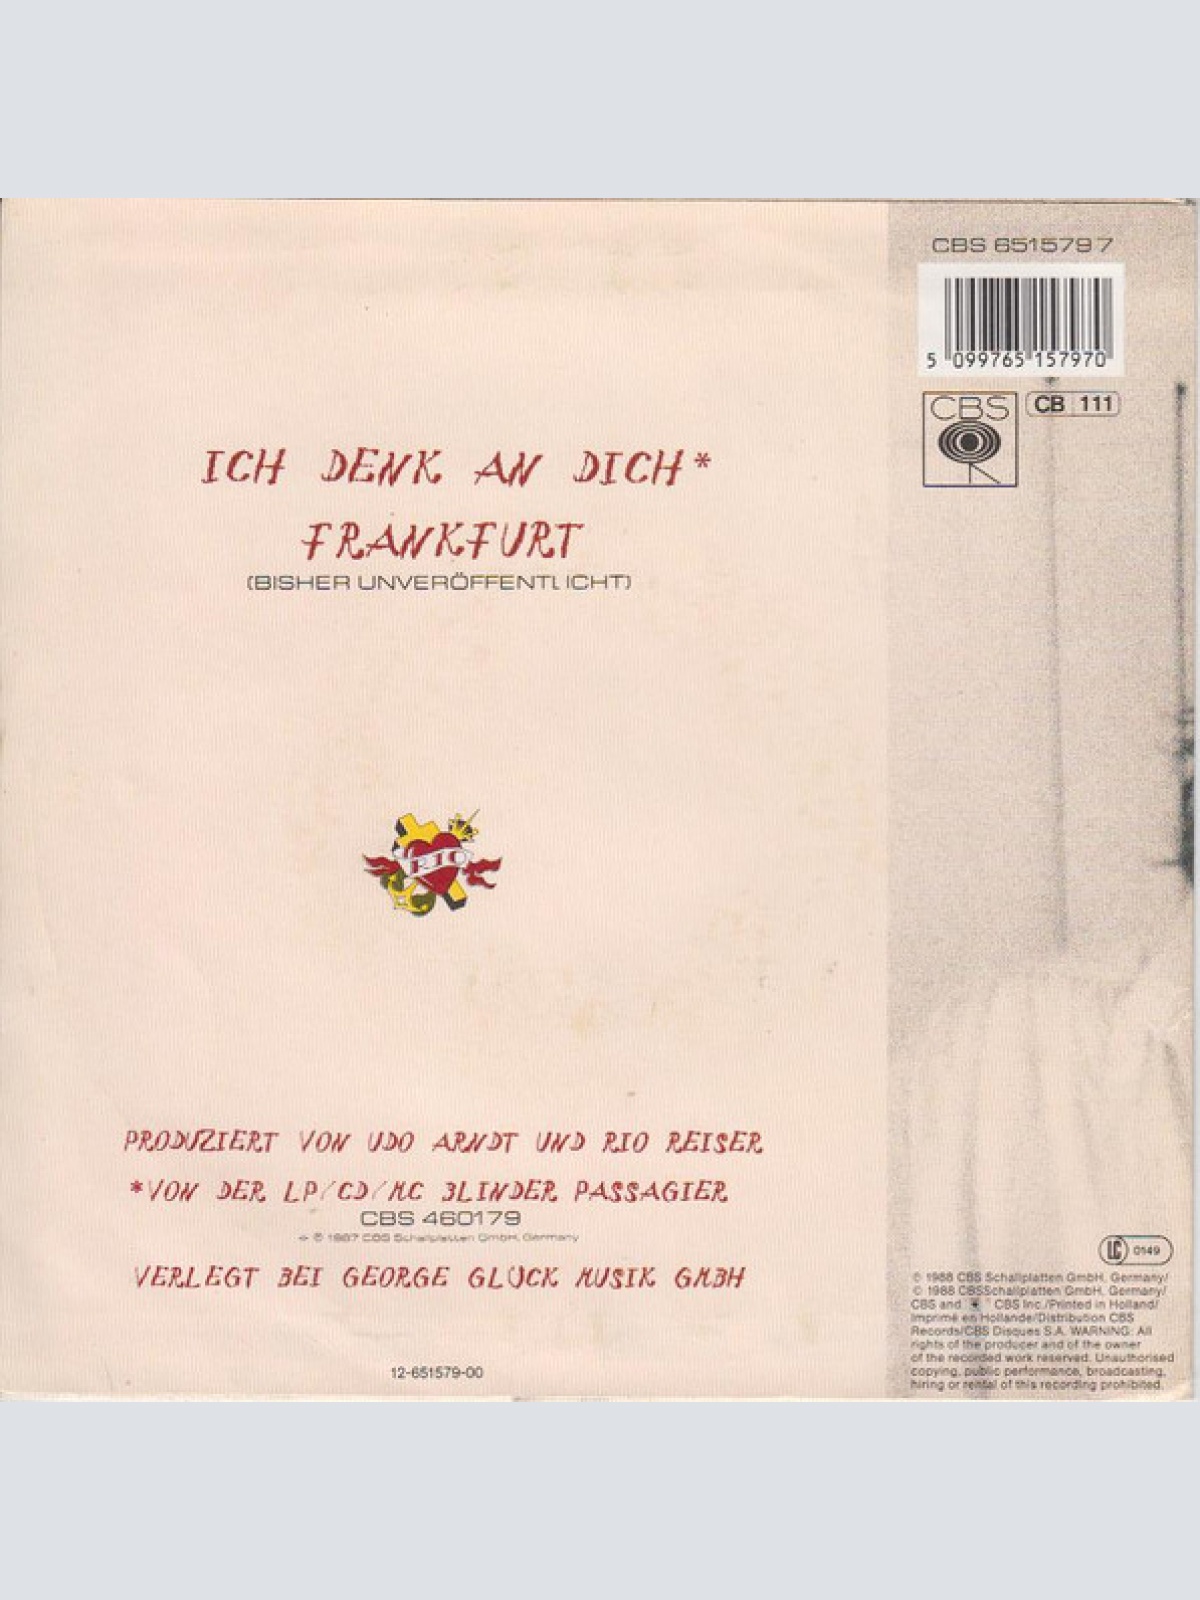 CBS 651579 7
5 099765 157970
CBS
CB 111
ICH DENK AN DICH*
FRANKFURT
(BISHER UNVERÖFFENTLICHT)
RIO
PRODUZIERT VON UDO ARNDT UND RIO REISER
*VON DER LP/CD/MC BLINDER PASSAGIER
CBS 460179
℗ 1987 CBS Schallplatten GmbH, Germany
VERLEGT BEI GEORGE GLÜCK MUSIK GMBH
12-651579-00
LC 0149
℗ 1988 CBS Schallplatten GmbH, Germany/
© 1988 CBSSchallplatten GmbH, Germany/
CBS and CBS Inc./Printed in Holland/
Imprimé en Hollande/Distribution CBS
Records/CBS Disques S.A. WARNING: All
rights of the producer and of the owner
of the recorded work reserved. Unauthorised
copying, public performance, broadcasting,
hiring or rental of this recording prohibited.